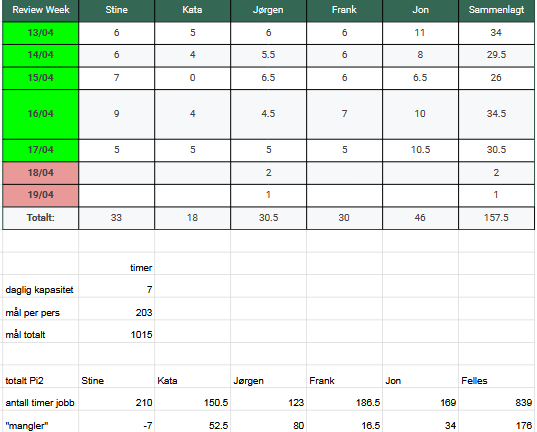 Review Week Stine Kata Jørgen Frank Jon Sammenlagt
13/04 6 5 6 6 11 34
14/04 6 4 5.5 6 8 29.5
15/04 7 0 6.5 6 6.5 26
16/04 9 4 4.5 7 10 34.5
17/04 5 5 5 5 10.5 30.5
18/04 2 2
19/04 1 1
Totalt: 33 18 30.5 30 46 157.5
timer
daglig kapasitet 7
mål per pers 203
mål totalt 1015
totalt Pi2 Stine Kata Jørgen Frank Jon Felles
antall timer jobb 210 150.5 123 186.5 169 839
"mangler" -7 52.5 80 16.5 34 176